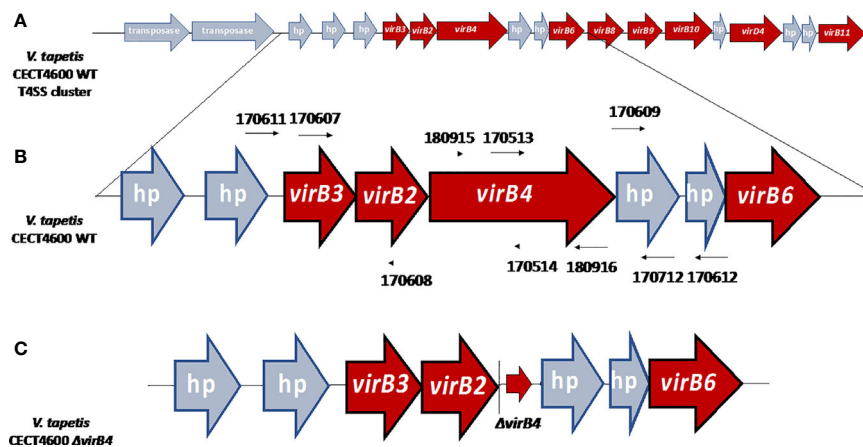 A
transposase transposase hp hp hp virB3 virB2 virB4 hp hp virB6 virB8 virB9 virB10 hp virD4 hp hp virB11
V. tapetis
CECT4600 WT
T4SS cluster
170611 170607 180915 170513 170609
B
hp hp virB3 virB2 virB4 hp hp virB6
V. tapetis
CECT4600 WT
170608 170514 180916 170712 170612
C
hp hp virB3 virB2 hp hp virB6
ΔvirB4
V. tapetis
CECT4600 ΔvirB4